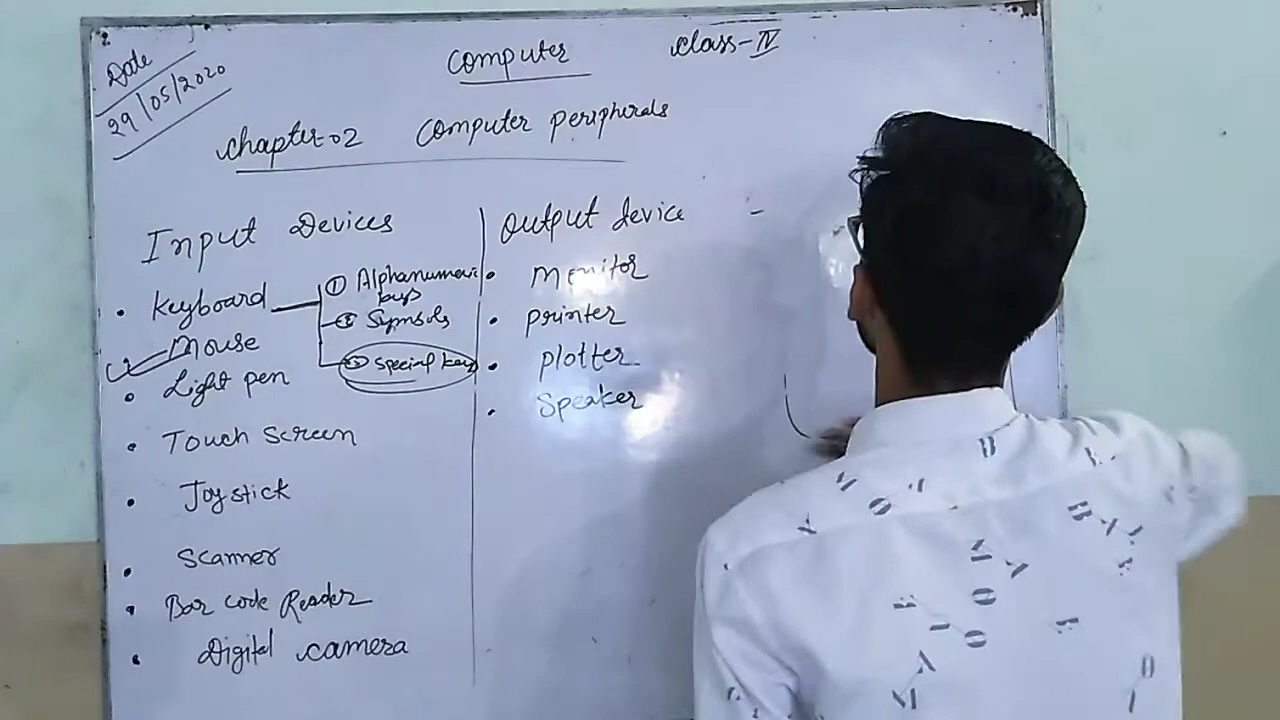 Date
29/05/2020
Computer
Class-IV
Chapter-02 Computer peripherals
Input Devices
• Keyboard
① Alphanumeric
keys
Symbols
Special keys
Mouse
• Light pen
• Touch Screen
• Joystick
• Scanner
• Bar code Reader
• Digital camera
Output device -
• Monitor
• printer
• plotter
• Speaker